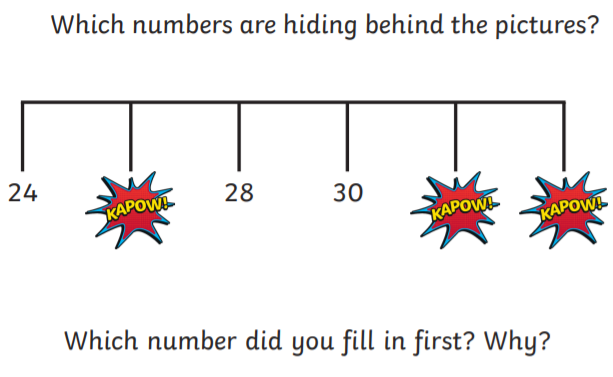 Which numbers are hiding behind the pictures?
24 KAPOW! 28 30 KAPOW! KAPOW!
Which number did you fill in first? Why?